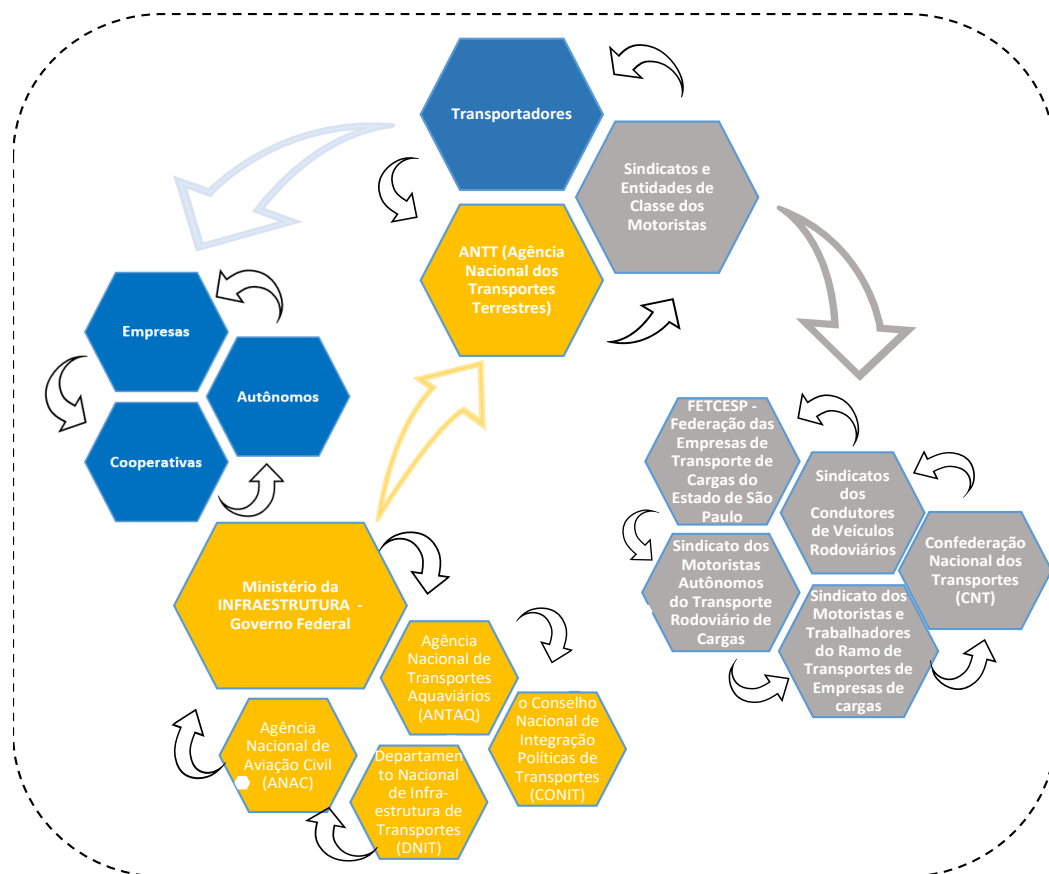 Transportadores
Sindicatos e
Entidades de
Classe dos
Motoristas
ANTT (Agência
Nacional dos
Transportes
Terrestres)
Empresas
Autônomos
Cooperativas
FETCESP -
Federação das
Empresas de
Transporte de
Cargas do
Estado de São
Paulo
Sindicatos
dos
Condutores
de Veículos
Rodoviários
Confederação
Nacional dos
Transportes
(CNT)
Sindicato dos
Motoristas
Autônomos
do Transporte
Rodoviário de
Cargas
Sindicato dos
Motoristas e
Trabalhadores
do Ramo de
Transportes de
Empresas de
cargas
Ministério da
INFRAESTRUTURA -
Governo Federal
Agência
Nacional de
Transportes
Aquaviários
(ANTAQ)
o Conselho
Nacional de
Integração
Políticas de
Transportes
(CONIT)
Agência
Nacional de
Aviação Civil
(ANAC)
Departamen
to Nacional
de Infra-
estrutura de
Transportes
(DNIT)